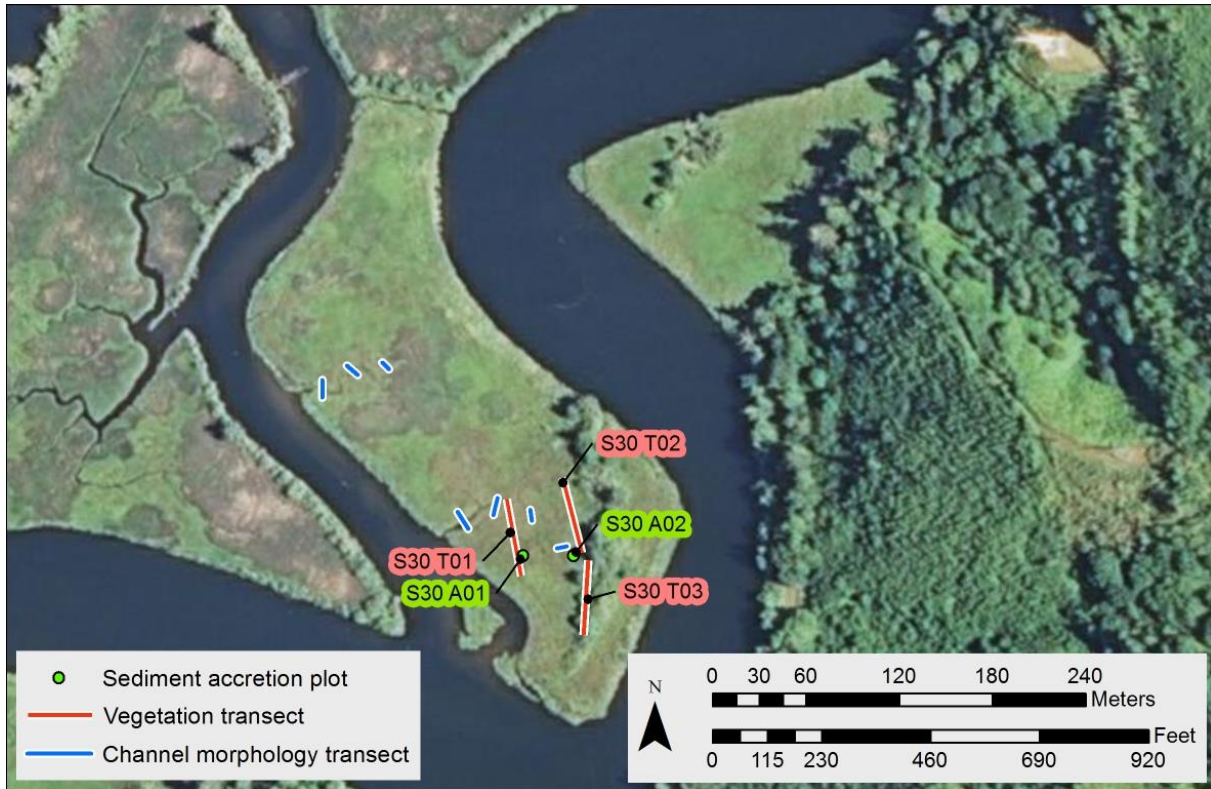 S30 T02
S30 A02
S30 T01
S30 A01
S30 T03
Sediment accretion plot
Vegetation transect
Channel morphology transect
N
0 30 60 120 180 240
Meters
Feet
0 115 230 460 690 920